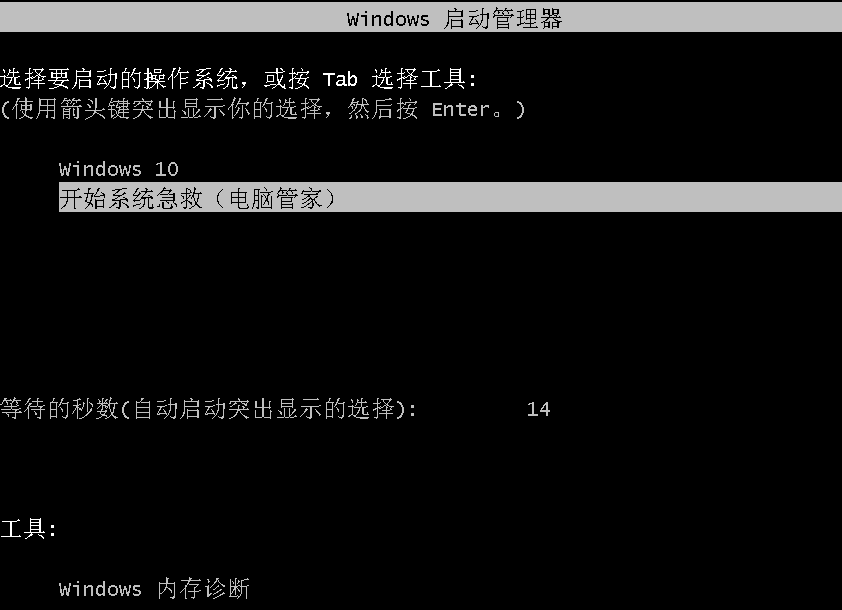 Windows 启动管理器
选择要启动的操作系统，或按 Tab 选择工具:
(使用箭头键突出显示你的选择，然后按 Enter。)
Windows 10
开始系统急救（电脑管家）
等待的秒数(自动启动突出显示的选择): 14
工具:
Windows 内存诊断